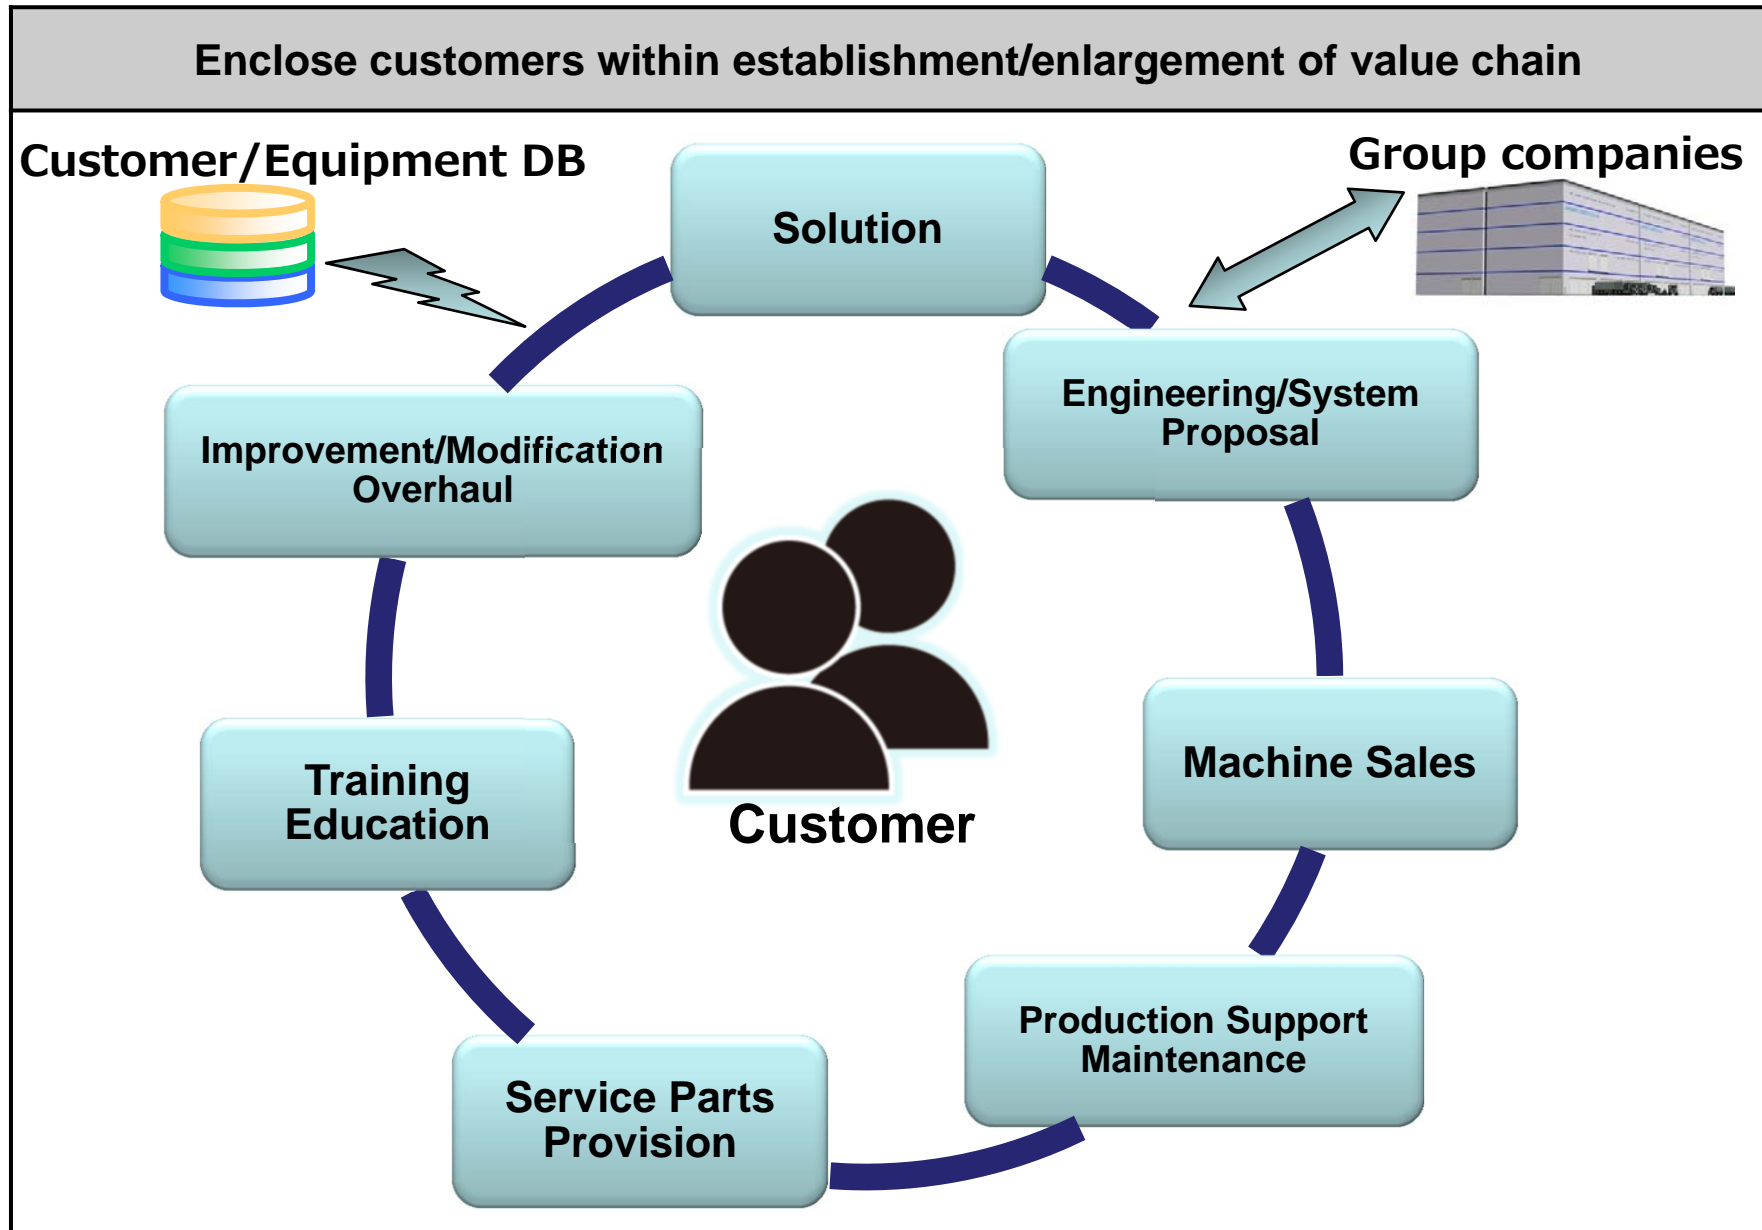 Enclose customers within establishment/enlargement of value chain
Customer/Equipment DB
Group companies
Solution
Engineering/System
Proposal
Improvement/Modification
Overhaul
Machine Sales
Training
Education
Customer
Production Support
Maintenance
Service Parts
Provision